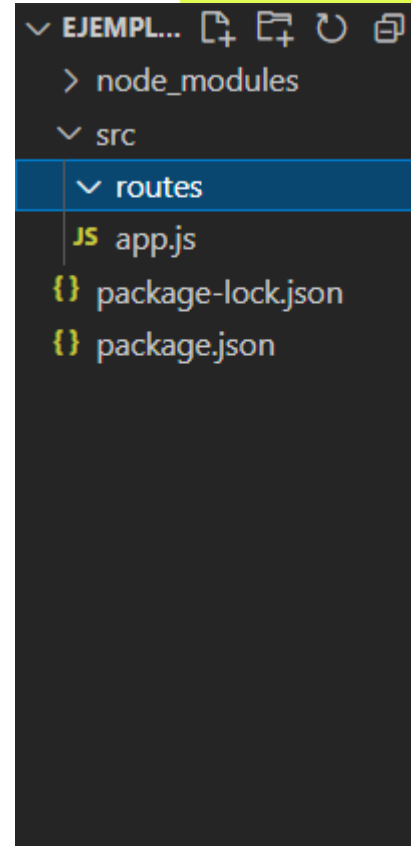 EJEMPL...
node_modules
src
routes
JS app.js
{} package-lock.json
{} package.json